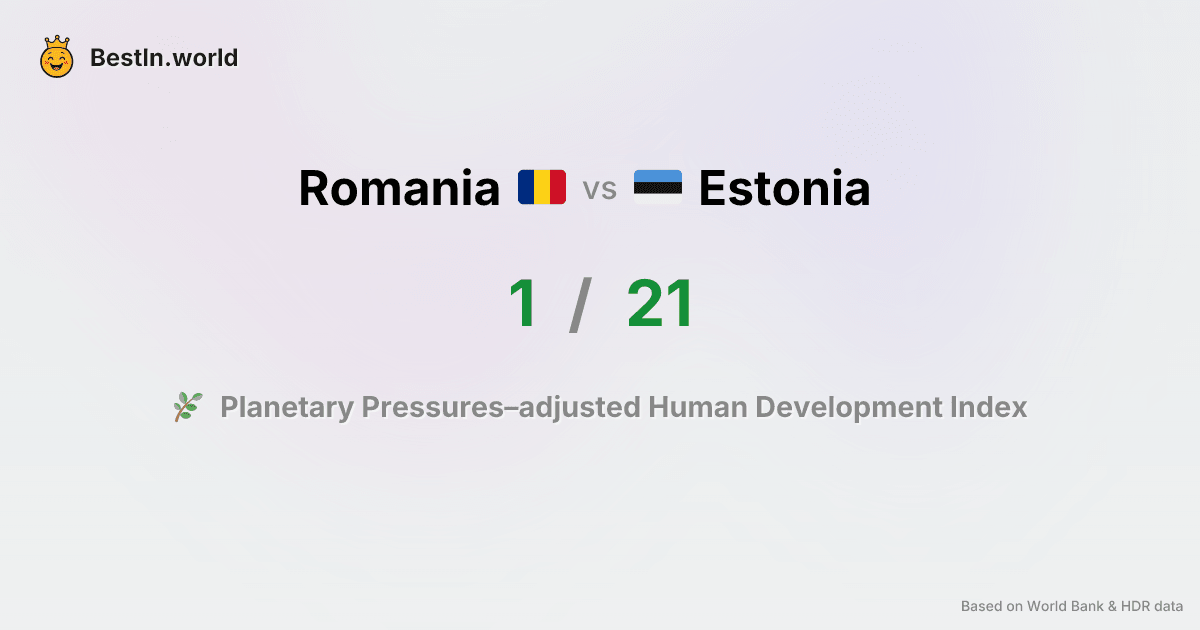 BestIn.world
Romania vs Estonia
1 / 21
Planetary Pressures–adjusted Human Development Index
Based on World Bank & HDR data